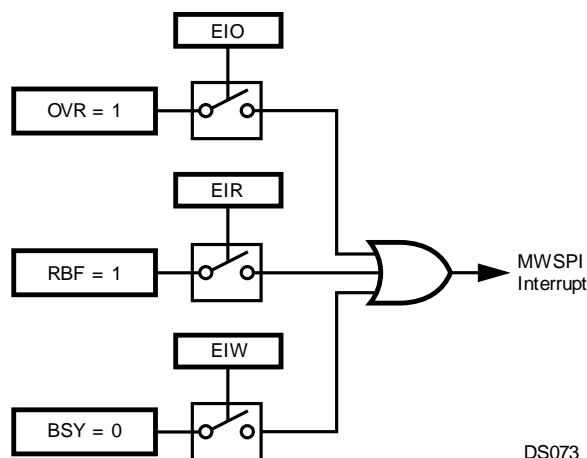 EIO
OVR = 1
EIR
RBF = 1
MWSPI
Interrupt
EIW
BSY = 0
DS073